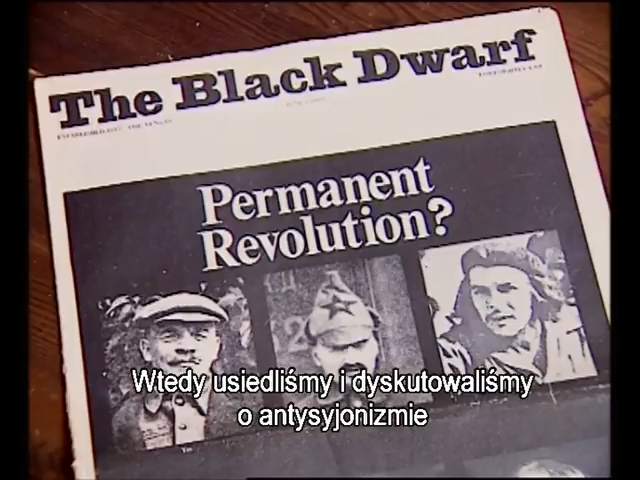 The Black Dwarf
Permanent
Revolution?
Wtedy usiedliśmy i dyskutowaliśmy
o antysyjonizmie